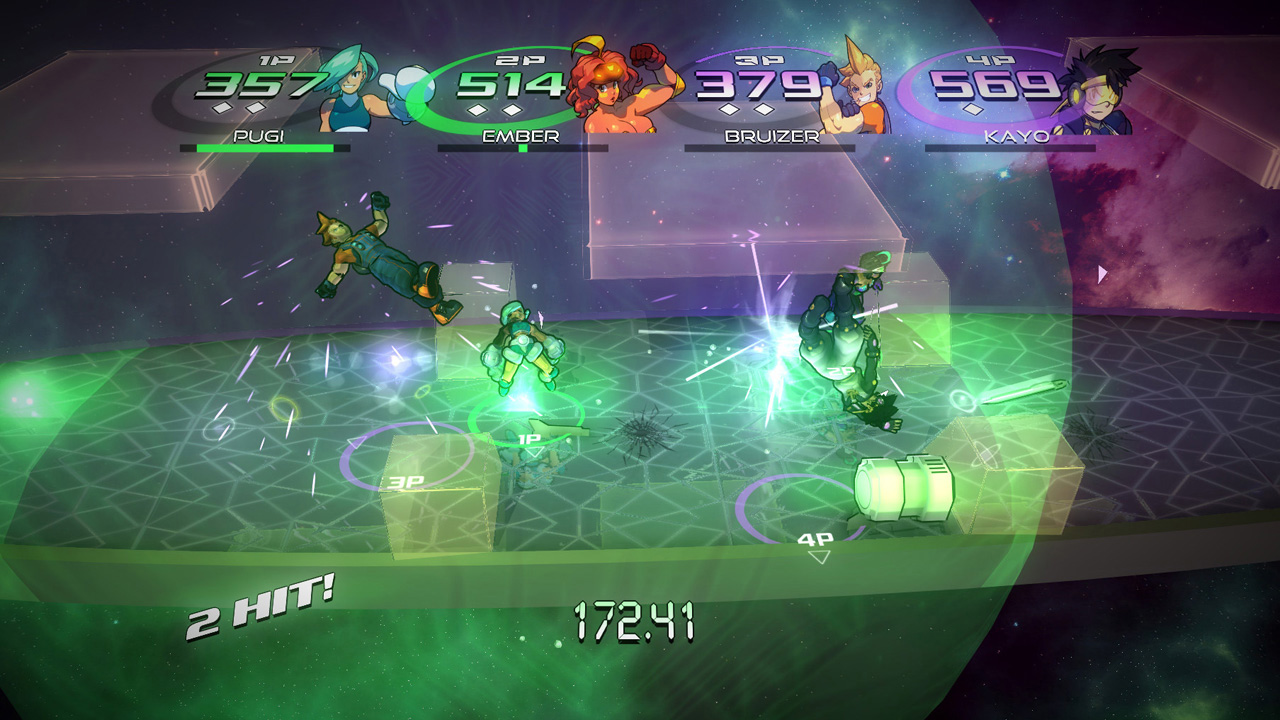 1P 2P 3P 4P
357 514 379 569
PUGI EMBER BRUIZER KAYO
1P
3P
4P
2 HIT!
172.41